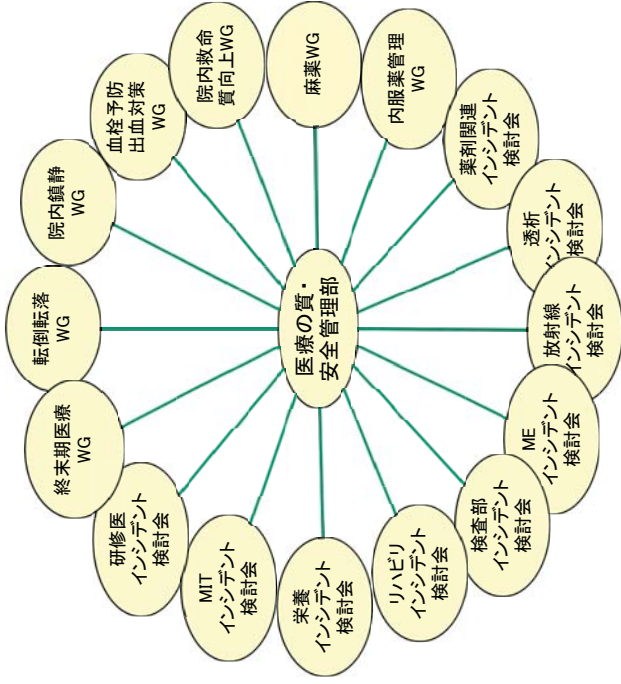 医療の質・
安全管理部
転倒転落
WG
院内鎮静
WG
血栓予防
出血対策
WG
院内救命
質向上WG
麻薬WG
内服薬管理
WG
薬剤関連
インシデント
検討会
透析
インシデント
検討会
放射線
インシデント
検討会
ME
インシデント
検討会
検査部
インシデント
検討会
リハビリ
インシデント
検討会
栄養
インシデント
検討会
MIT
インシデント
検討会
研修医
インシデント
検討会
終末期医療
WG